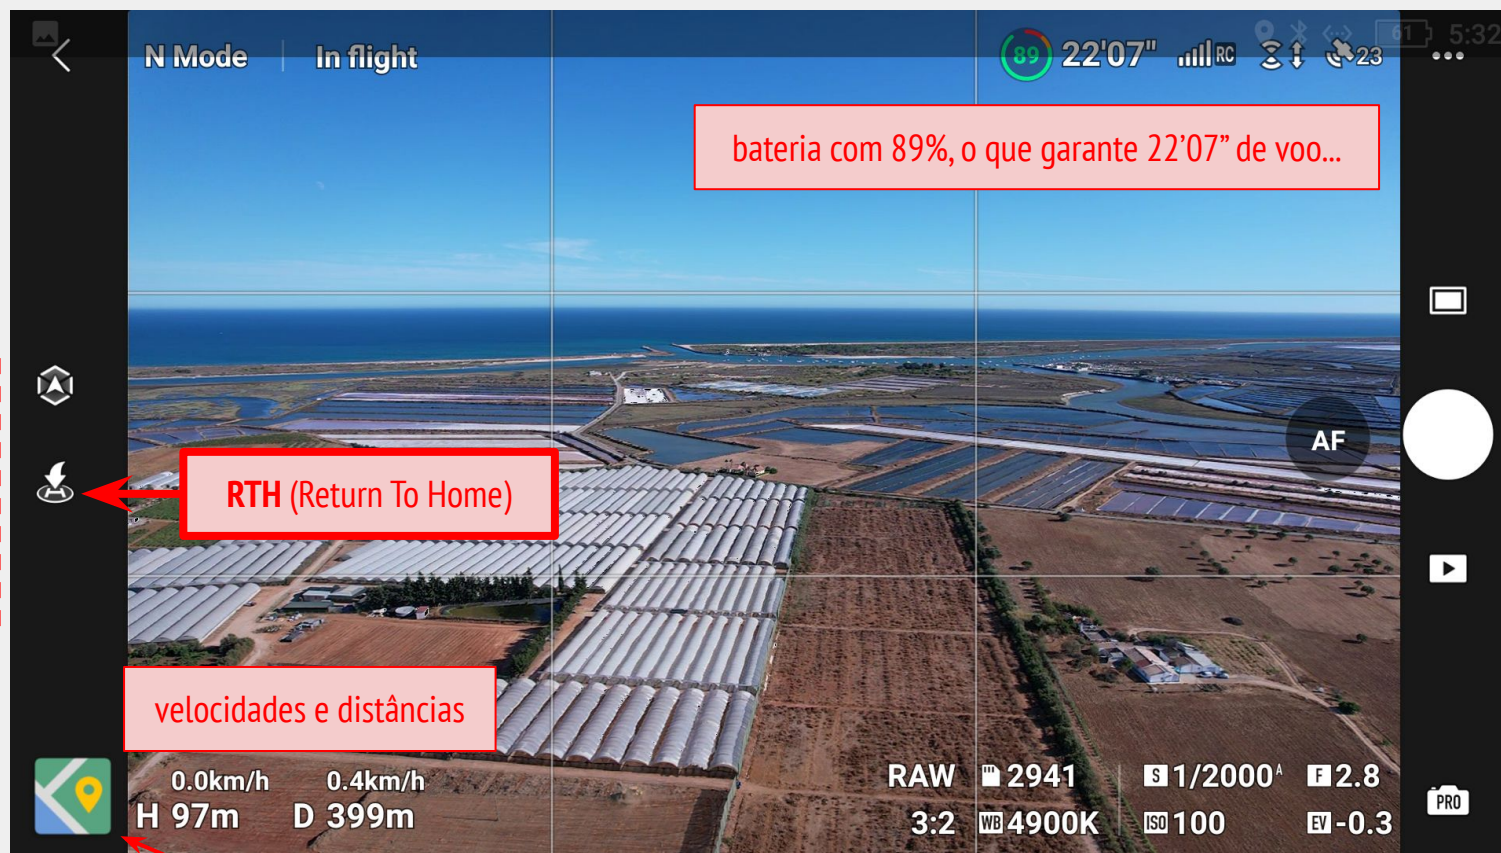 61 5:32
N Mode In flight 89 22'07" RC 23
bateria com 89%, o que garante 22’07” de voo...
AF
RTH (Return To Home)
velocidades e distâncias
0.0km/h 0.4km/h RAW 2941 S 1/2000 A F 2.8
H 97m D 399m 3:2 WB 4900K ISO 100 EV -0.3
PRO